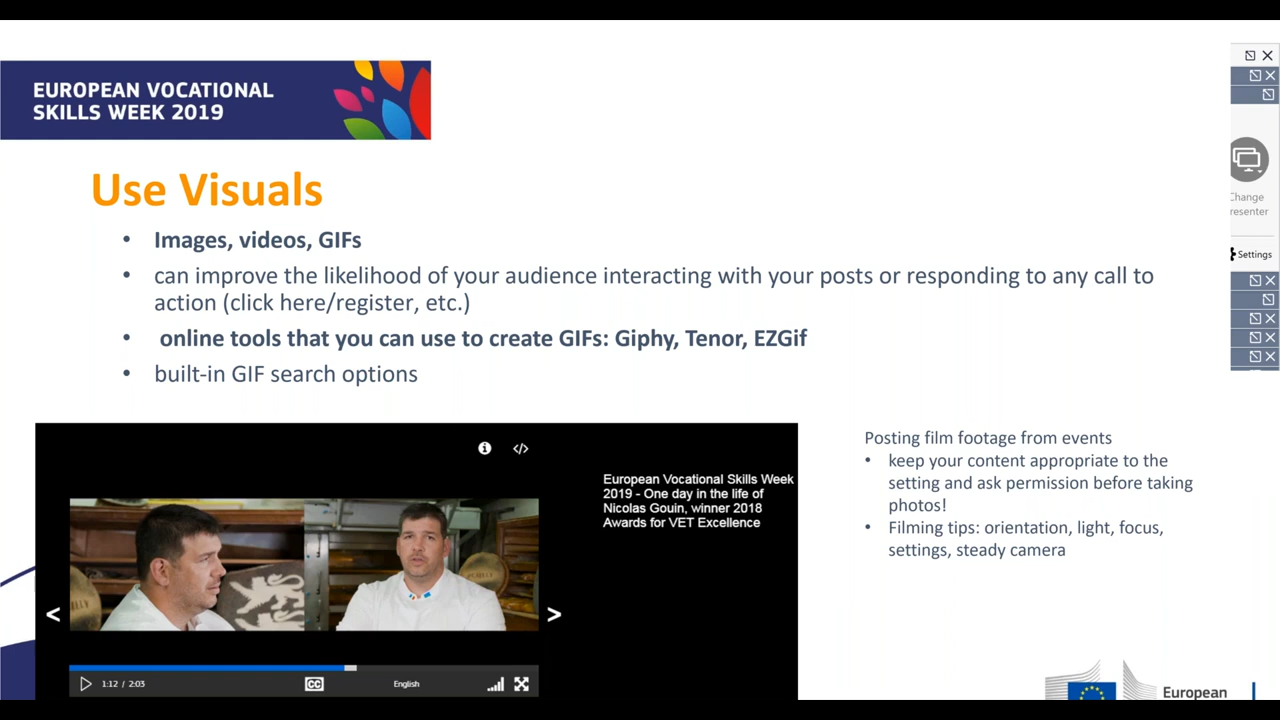 EUROPEAN VOCATIONAL
SKILLS WEEK 2019
Use Visuals
• Images, videos, GIFs
• can improve the likelihood of your audience interacting with your posts or responding to any call to
action (click here/register, etc.)
• online tools that you can use to create GIFs: Giphy, Tenor, EZGif
• built-in GIF search options
European Vocational Skills Week
2019 - One day in the life of
Nicolas Gouin, winner 2018
Awards for VET Excellence
1:12 / 2:03
CC
English
Posting film footage from events
• keep your content appropriate to the
setting and ask permission before taking
photos!
• Filming tips: orientation, light, focus,
settings, steady camera
European
Change
resenter
Settings